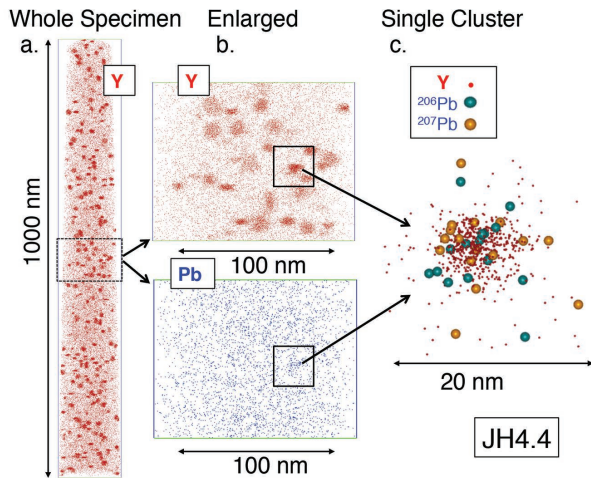 Whole Specimen
Enlarged
Single Cluster
a.
b.
c.
Y
Y
Y
²⁰⁶Pb
²⁰⁷Pb
1000 nm
100 nm
Pb
100 nm
20 nm
JH4.4